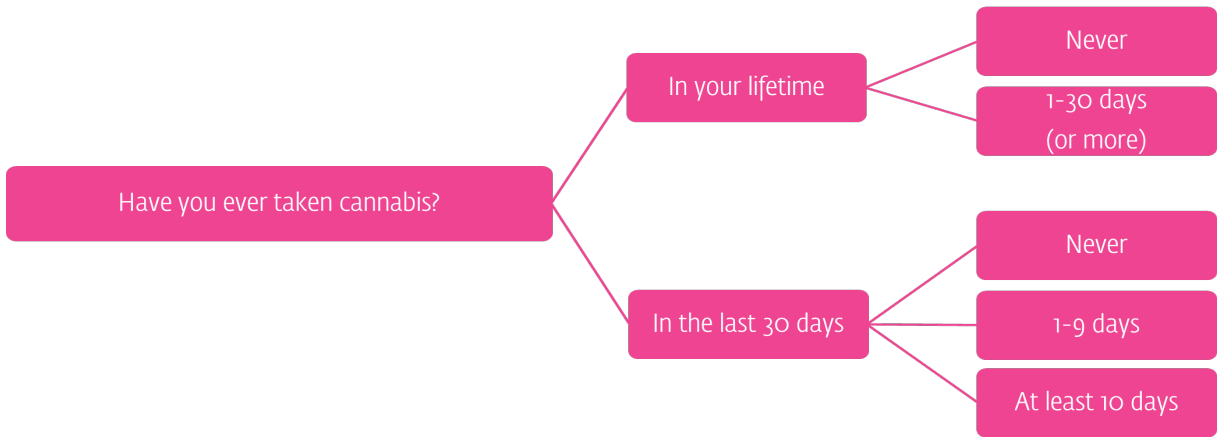 Have you ever taken cannabis?
In your lifetime
Never
1-30 days
(or more)
In the last 30 days
Never
1-9 days
At least 10 days